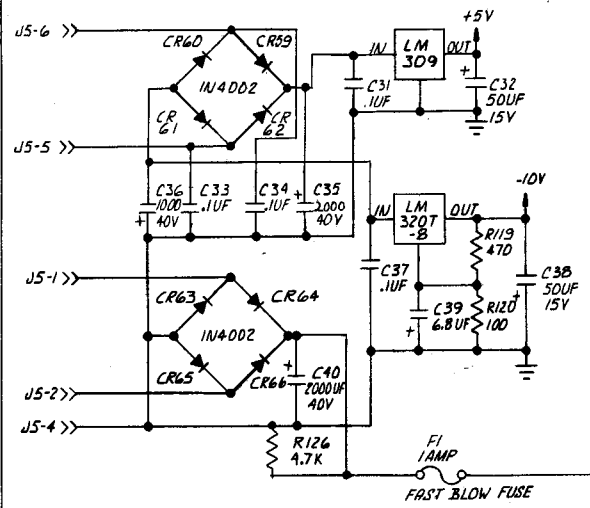 J5-6
J5-5
J5-1
J5-2
J5-4
CR60
CR59
IN4002
CR
61
CR
62
IN
LM
309
OUT
+5V
C31
.1UF
+
C32
50UF
15V
C36
1000
40V
+
C33
.1UF
C34
.1UF
+
C35
2000
40V
IN
LM
320T
-8
OUT
-10V
R119
47Ω
C37
.1UF
C39
6.8UF
+
R120
100
C38
50UF
+
15V
CR63
CR64
IN4002
CR65
CR66
+
C40
2000UF
40V
R126
4.7K
F1
1AMP
FAST BLOW FUSE